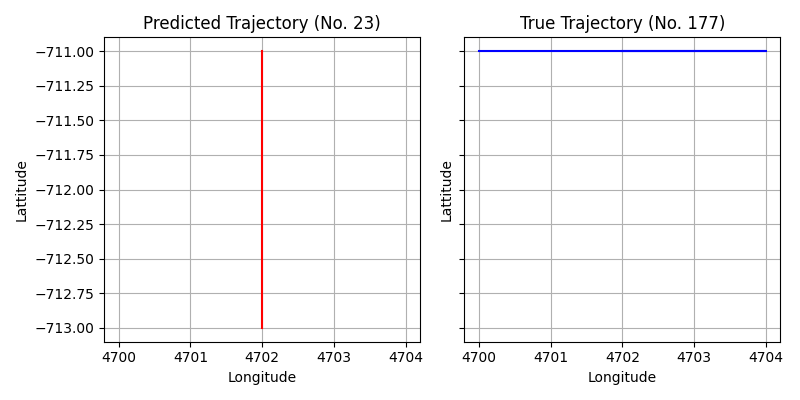 Predicted Trajectory (No. 23)
True Trajectory (No. 177)
Lattitude
−711.00
−711.25
−711.50
−711.75
−712.00
−712.25
−712.50
−712.75
−713.00
4700 4701 4702 4703 4704
Longitude
Lattitude
4700 4701 4702 4703 4704
Longitude